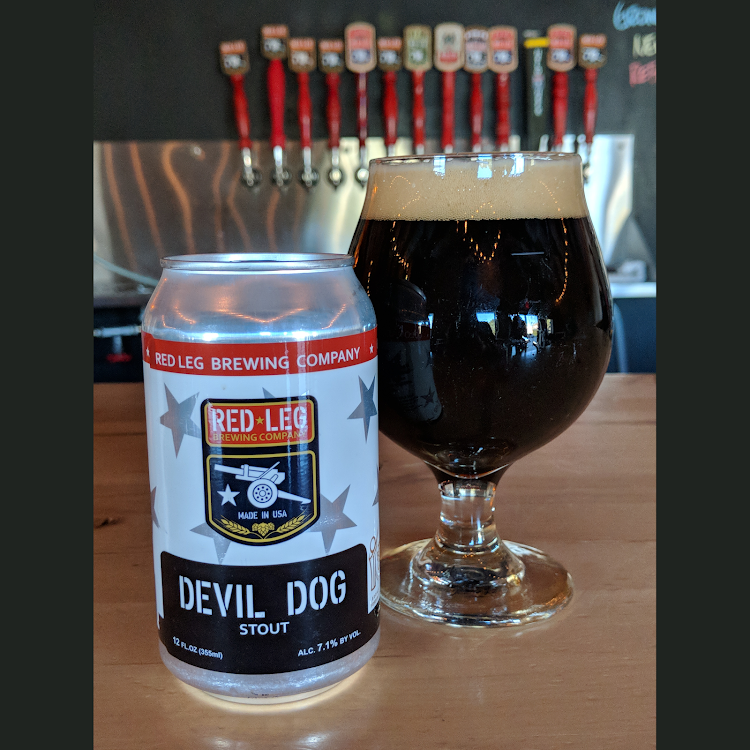 RED LEG BREWING COMPANY
RED LEG
BREWING COMPANY
MADE IN USA
DEVIL DOG
STOUT
12 FL.OZ (355ml)
ALC. 7.1% BY VOL.